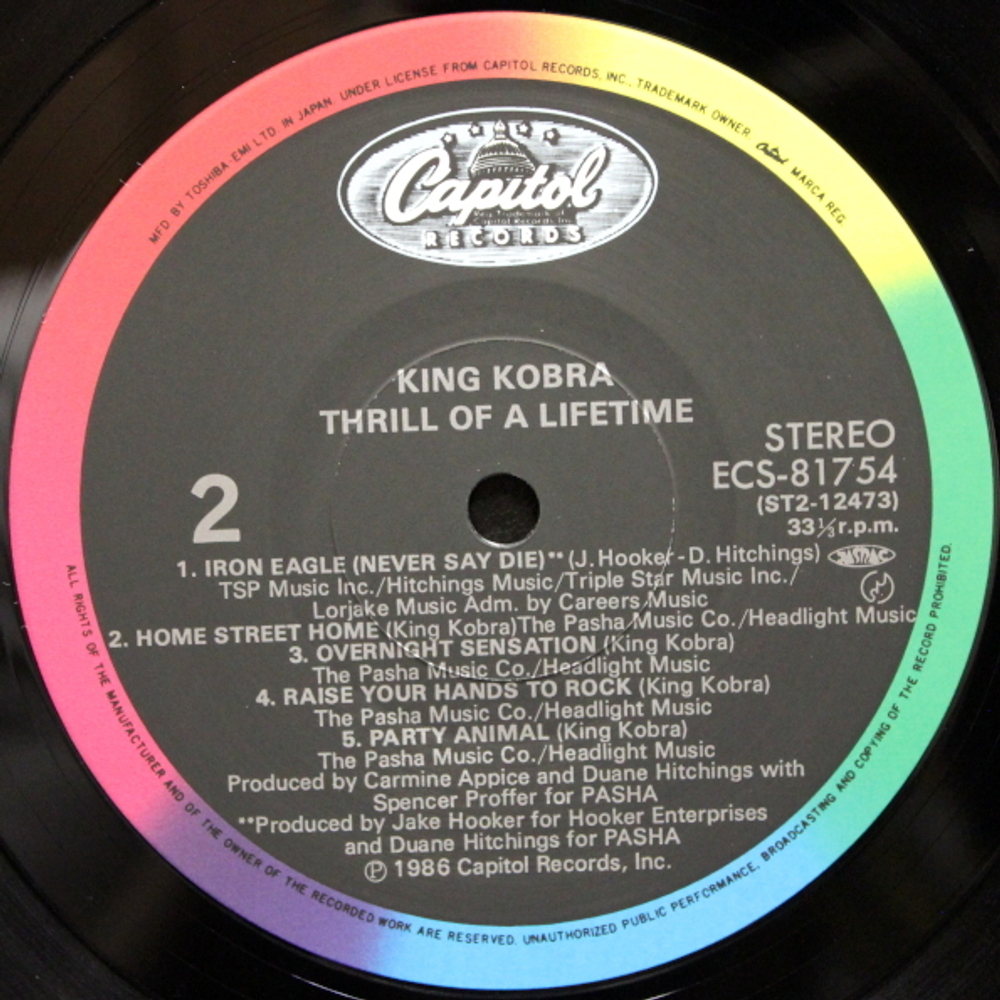 MFD. BY TOSHIBA-EMI LTD. IN JAPAN. UNDER LICENSE FROM CAPITOL RECORDS, INC., TRADEMARK OWNER. Capitol MARCA REG.
Capitol
Reg. Trademark of
Capitol Records, Inc.
RECORDS
KING KOBRA
THRILL OF A LIFETIME
STEREO
ECS-81754
(ST2-12473)
33⅓r.p.m.
2
1. IRON EAGLE (NEVER SAY DIE)** (J. Hooker-D. Hitchings)
TSP Music Inc./Hitchings Music/Triple Star Music Inc./
Lorjake Music Adm. by Careers Music
2. HOME STREET HOME (King Kobra)The Pasha Music Co./Headlight Music
3. OVERNIGHT SENSATION (King Kobra)
The Pasha Music Co./Headlight Music
4. RAISE YOUR HANDS TO ROCK (King Kobra)
The Pasha Music Co./Headlight Music
5. PARTY ANIMAL (King Kobra)
The Pasha Music Co./Headlight Music
Produced by Carmine Appice and Duane Hitchings with
Spencer Proffer for PASHA
**Produced by Jake Hooker for Hooker Enterprises
and Duane Hitchings for PASHA
℗ 1986 Capitol Records, Inc.
ALL RIGHTS OF THE MANUFACTURER AND OF THE OWNER OF THE RECORDED WORK ARE RESERVED. UNAUTHORIZED PUBLIC PERFORMANCE, BROADCASTING AND COPYING OF THE RECORD PROHIBITED.